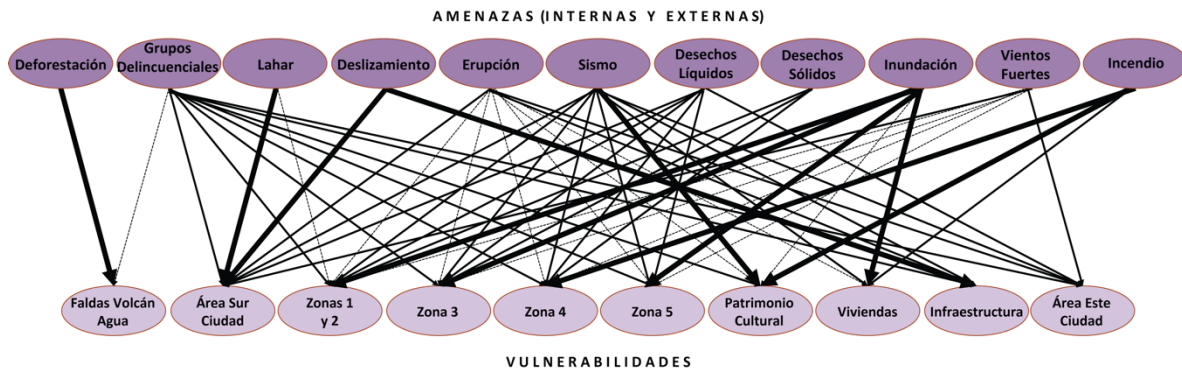 AMENAZAS (INTERNAS Y EXTERNAS)
Deforestación
Grupos
Delincuenciales
Lahar
Deslizamiento
Erupción
Sismo
Desechos
Líquidos
Desechos
Sólidos
Inundación
Vientos
Fuertes
Incendio
Faldas Volcán
Agua
Área Sur
Ciudad
Zonas 1
y 2
Zona 3
Zona 4
Zona 5
Patrimonio
Cultural
Viviendas
Infraestructura
Área Este
Ciudad
VULNERABILIDADES